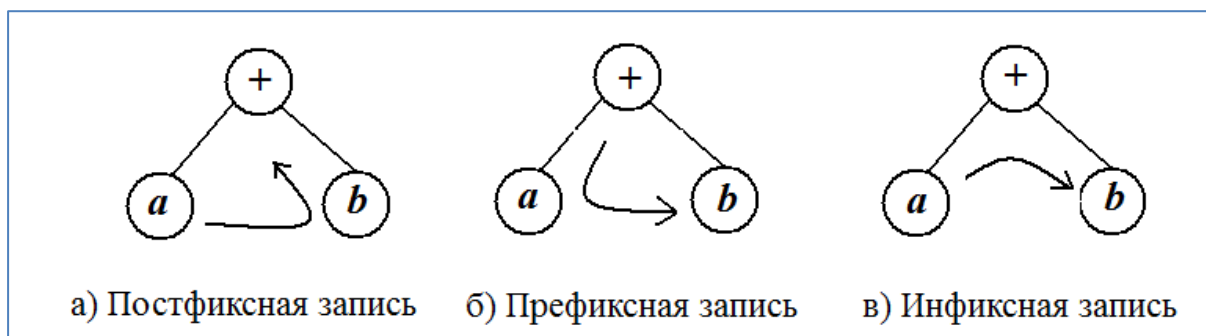 + + +
a b a b a b
а) Постфиксная запись б) Префиксная запись в) Инфиксная запись